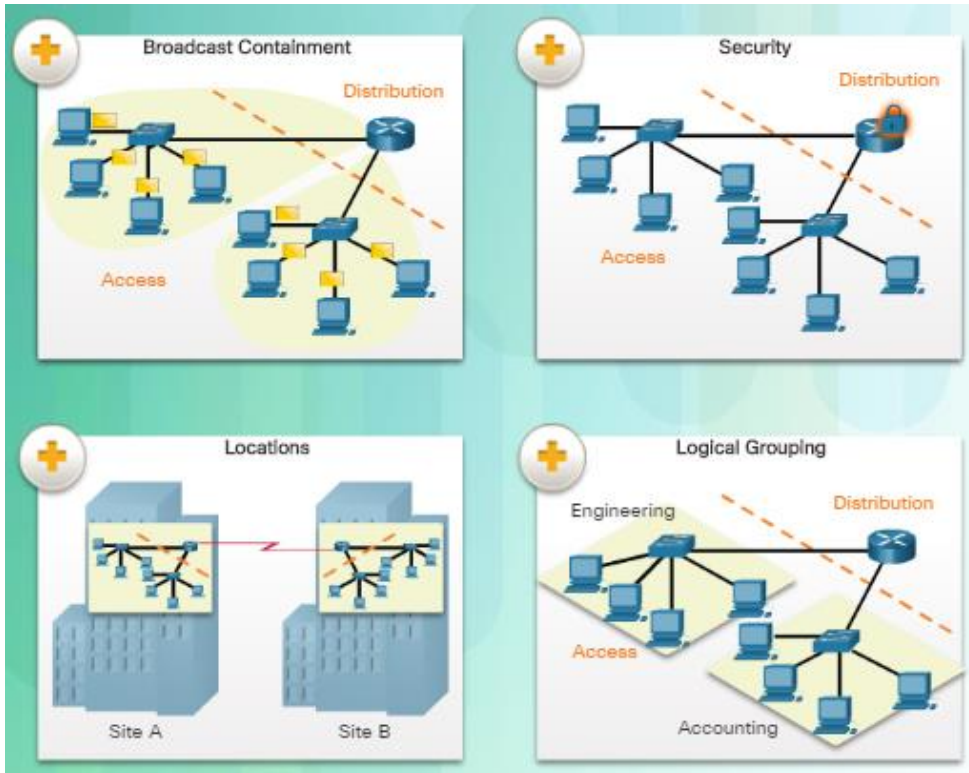 Broadcast Containment
Distribution
Access
Security
Distribution
Access
Locations
Site A
Site B
Logical Grouping
Engineering
Distribution
Access
Accounting